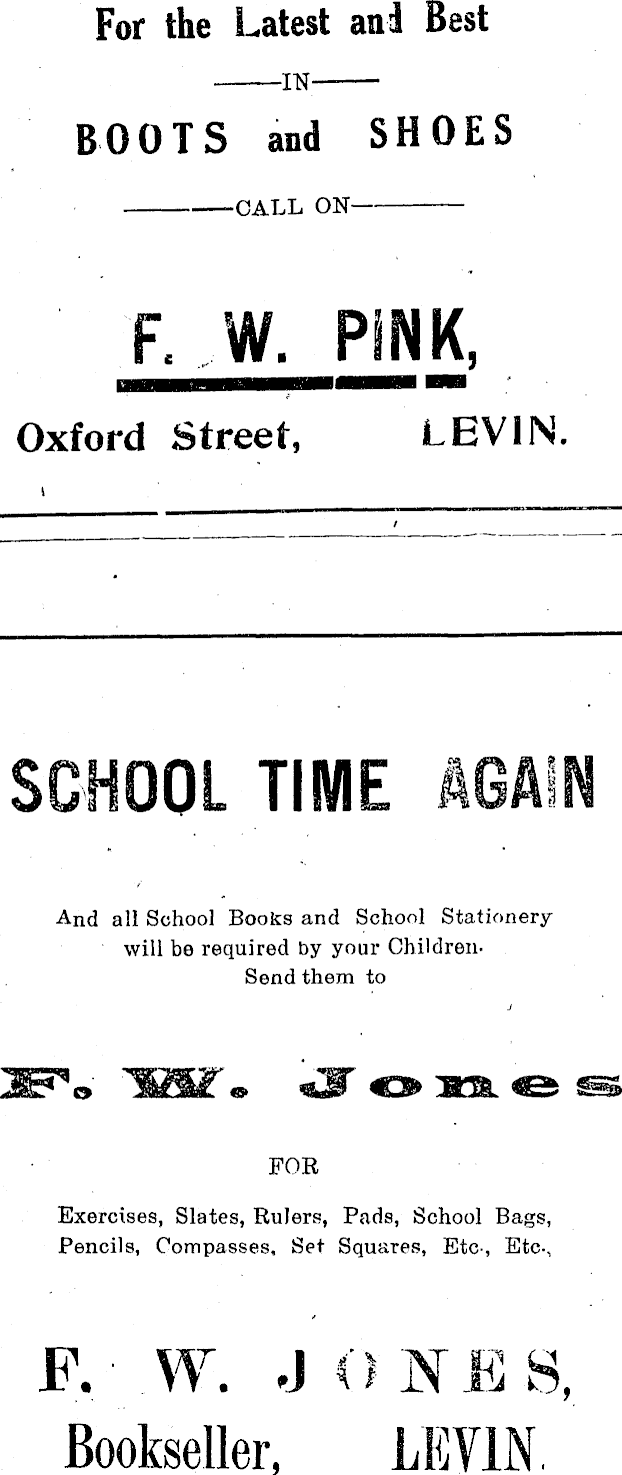 For the Latest and Best
IN
BOOTS and SHOES
CALL ON
F. W. PINK,
Oxford Street, LEVIN.
SCHOOL TIME AGAIN
And all School Books and School Stationery
will be required by your Children.
Send them to
F. W. Jones
FOR
Exercises, Slates, Rulers, Pads, School Bags,
Pencils, Compasses, Set Squares, Etc., Etc.,
F. W. JONES,
Bookseller, LEVIN.